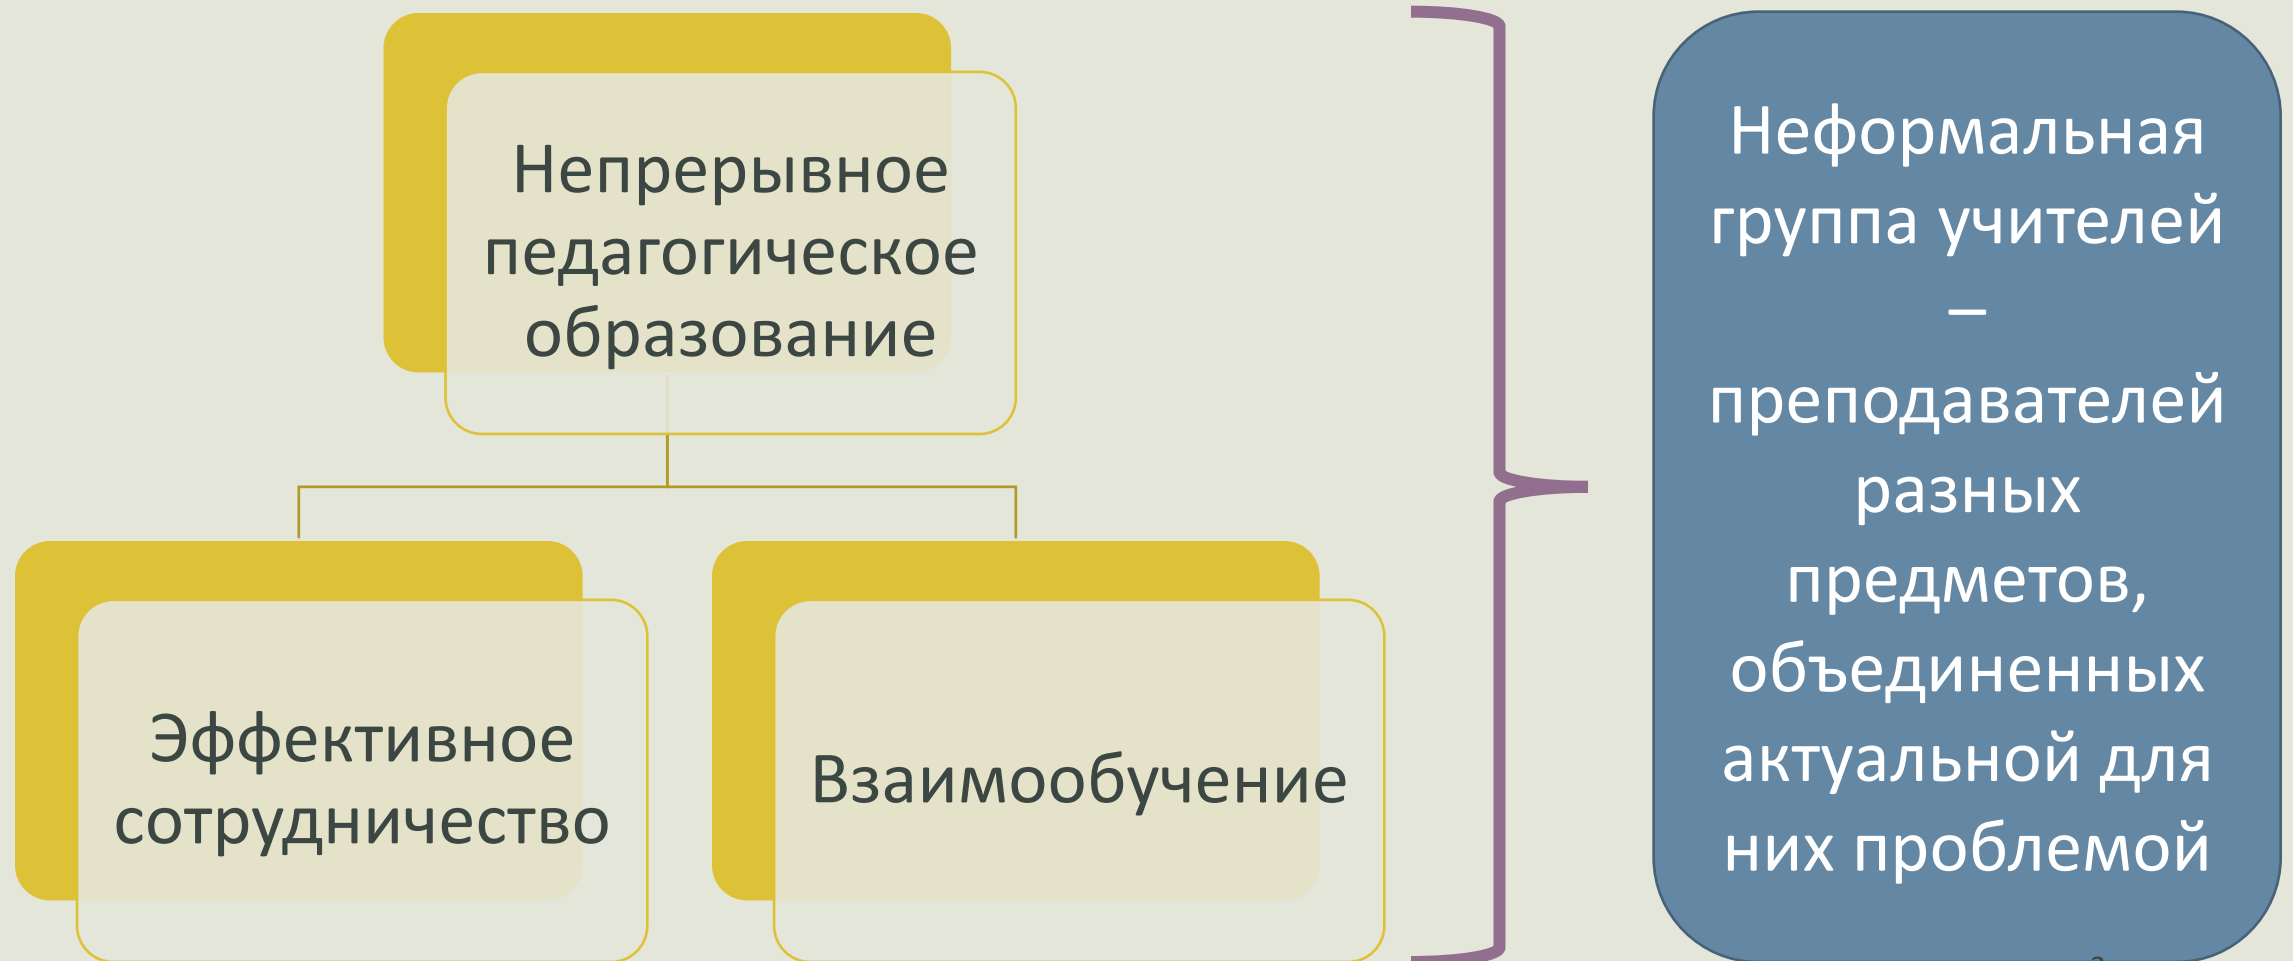 Непрерывное
педагогическое
образование
Эффективное
сотрудничество
Взаимообучение
Неформальная
группа учителей
–
преподавателей
разных
предметов,
объединенных
актуальной для
них проблемой